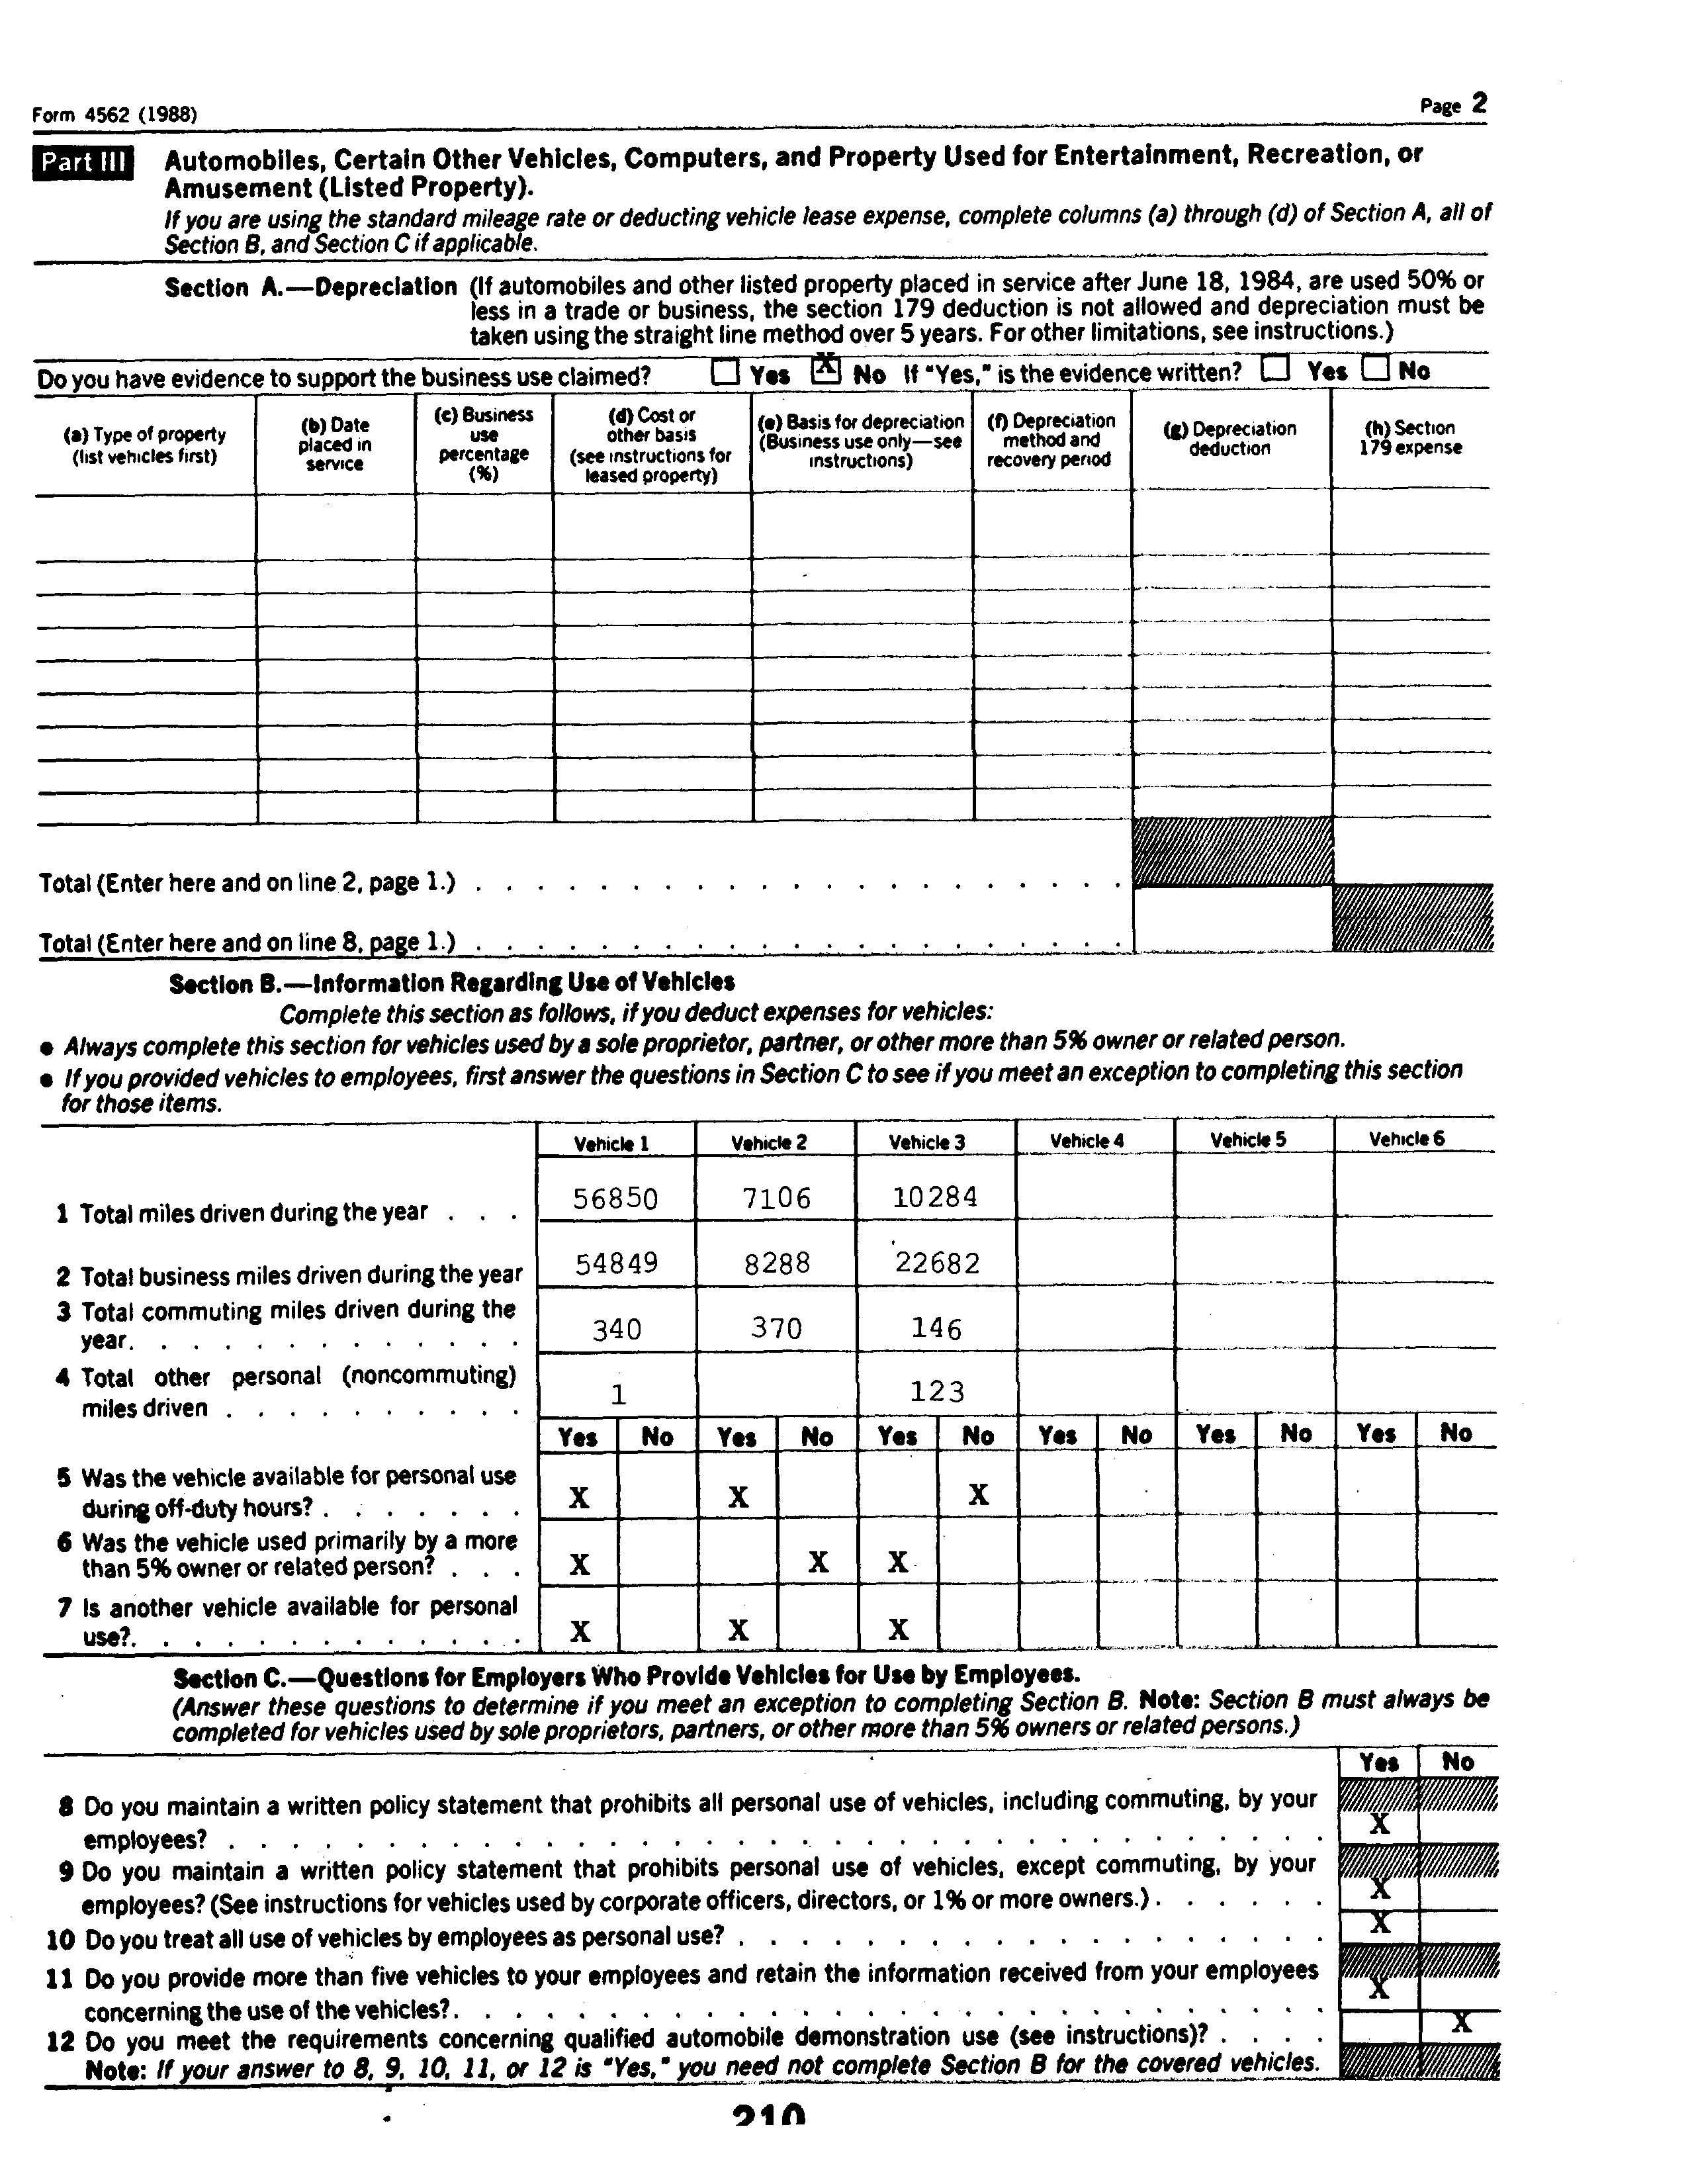 Form 4562 (1988) Page 2
Part III Automobiles, Certain Other Vehicles, Computers, and Property Used for Entertainment, Recreation, or
Amusement (Listed Property).
If you are using the standard mileage rate or deducting vehicle lease expense, complete columns (a) through (d) of Section A, all of
Section B, and Section C if applicable.
Section A.—Depreciation (If automobiles and other listed property placed in service after June 18, 1984, are used 50% or
less in a trade or business, the section 179 deduction is not allowed and depreciation must be
taken using the straight line method over 5 years. For other limitations, see instructions.)
Do you have evidence to support the business use claimed? Yes X No If "Yes," is the evidence written? Yes No
(a) Type of property
(list vehicles first)
(b) Date
placed in
service
(c) Business
use
percentage
(%)
(d) Cost or
other basis
(see instructions for
leased property)
(e) Basis for depreciation
(Business use only—see
instructions)
(f) Depreciation
method and
recovery period
(g) Depreciation
deduction
(h) Section
179 expense
Total (Enter here and on line 2, page 1.) . . . . . . . . . . . . . . . . . . . . .
Total (Enter here and on line 8, page 1.) . . . . . . . . . . . . . . . . . . . . .
Section B.—Information Regarding Use of Vehicles
Complete this section as follows, if you deduct expenses for vehicles:
● Always complete this section for vehicles used by a sole proprietor, partner, or other more than 5% owner or related person.
● If you provided vehicles to employees, first answer the questions in Section C to see if you meet an exception to completing this section
for those items.
Vehicle 1 Vehicle 2 Vehicle 3 Vehicle 4 Vehicle 5 Vehicle 6
1 Total miles driven during the year . . . 56850 7106 10284
2 Total business miles driven during the year 54849 8288 22682
3 Total commuting miles driven during the
year. . . . . . . . . . . . . 340 370 146
4 Total other personal (noncommuting)
miles driven . . . . . . . . . . 1 123
Yes No Yes No Yes No Yes No Yes No Yes No
5 Was the vehicle available for personal use
during off-duty hours? . . . . . . . X X X
6 Was the vehicle used primarily by a more
than 5% owner or related person? . . . X X X
7 Is another vehicle available for personal
use?. . . . . . . . . . . . . X X X
Section C.—Questions for Employers Who Provide Vehicles for Use by Employees.
(Answer these questions to determine if you meet an exception to completing Section B. Note: Section B must always be
completed for vehicles used by sole proprietors, partners, or other more than 5% owners or related persons.)
Yes No
8 Do you maintain a written policy statement that prohibits all personal use of vehicles, including commuting, by your
employees? . . . . . . . . . . . . . . . . . . . . . . . . . . . . . . . . . . . X
9 Do you maintain a written policy statement that prohibits personal use of vehicles, except commuting, by your
employees? (See instructions for vehicles used by corporate officers, directors, or 1% or more owners.) . . . . . . X
10 Do you treat all use of vehicles by employees as personal use? . . . . . . . . . . . . . . . . . . . X
11 Do you provide more than five vehicles to your employees and retain the information received from your employees
concerning the use of the vehicles?. . . . . . . . . . . . . . . . . . . . . . . . . . . . X
12 Do you meet the requirements concerning qualified automobile demonstration use (see instructions)? . . . . X
Note: If your answer to 8, 9, 10, 11, or 12 is "Yes," you need not complete Section B for the covered vehicles.
210